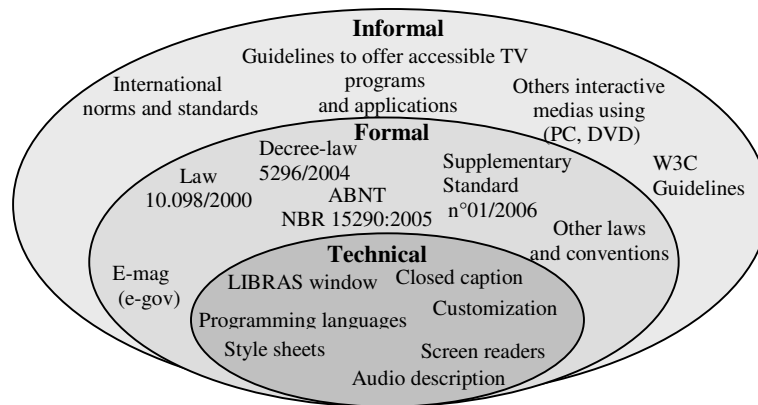 Informal
Guidelines to offer accessible TV
programs
and applications
International
norms and standards
Others interactive
medias using
(PC, DVD)
W3C
Guidelines
Formal
Decree-law
5296/2004
Law
10.098/2000
ABNT
NBR 15290:2005
Supplementary
Standard
n°01/2006
Other laws
and conventions
E-mag
(e-gov)
Technical
LIBRAS window
Closed caption
Customization
Programming languages
Style sheets
Screen readers
Audio description